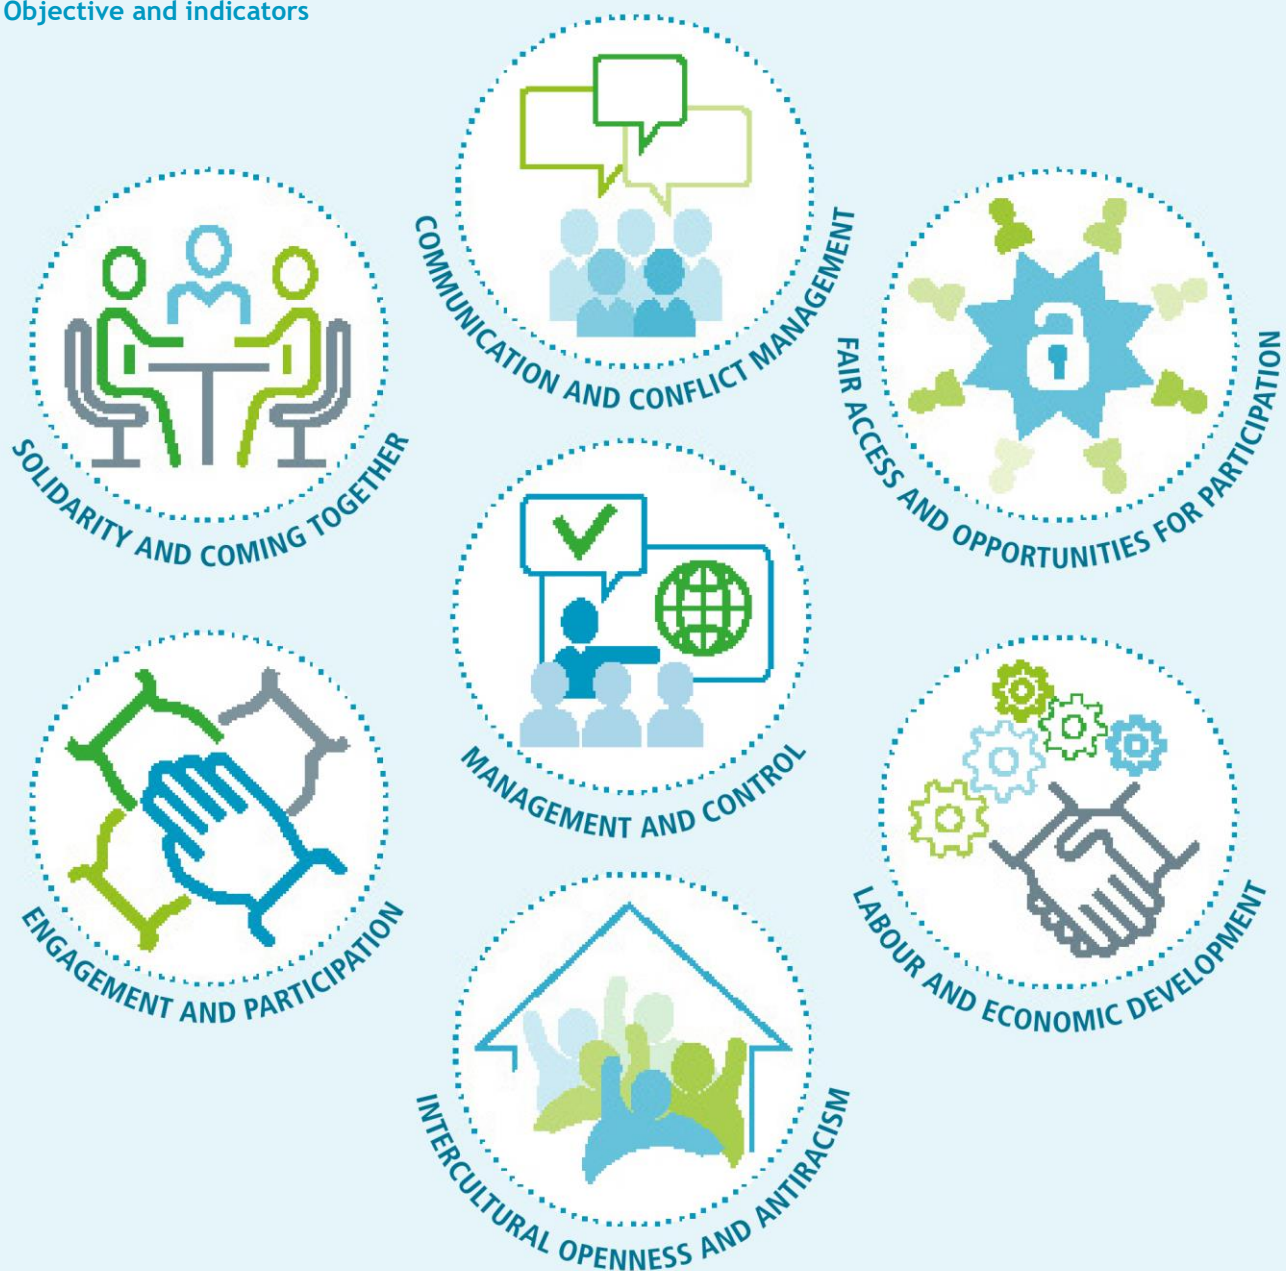 Objective and indicators
COMMUNICATION AND CONFLICT MANAGEMENT
SOLIDARITY AND COMING TOGETHER
FAIR ACCESS AND OPPORTUNITIES FOR PARTICIPATION
MANAGEMENT AND CONTROL
ENGAGEMENT AND PARTICIPATION
LABOUR AND ECONOMIC DEVELOPMENT
INTERCULTURAL OPENNESS AND ANTIRACISM